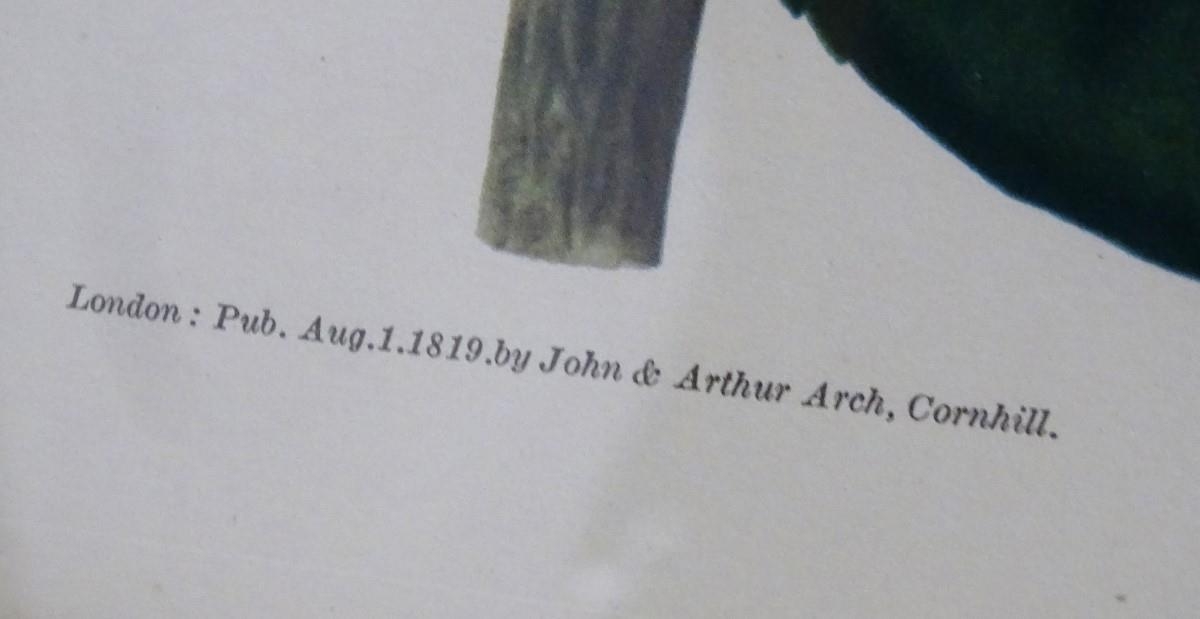 London : Pub. Aug.1.1819.by John & Arthur Arch, Cornhill.